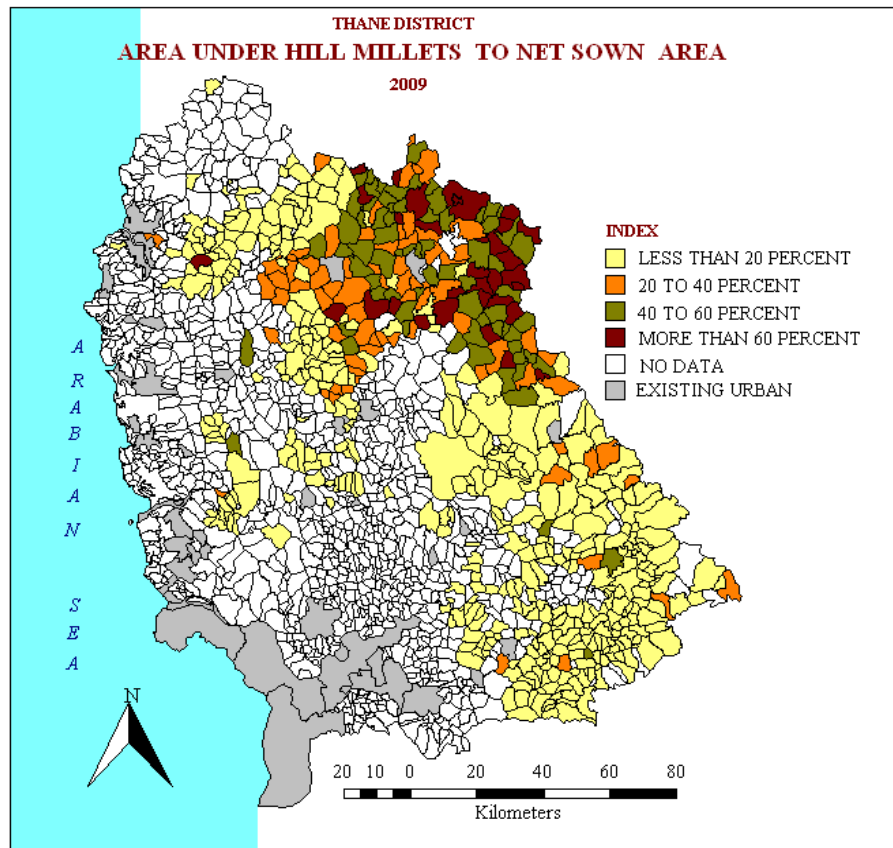 THANE DISTRICT
AREA UNDER HILL MILLETS TO NET SOWN AREA
2009
INDEX
LESS THAN 20 PERCENT
20 TO 40 PERCENT
40 TO 60 PERCENT
MORE THAN 60 PERCENT
NO DATA
EXISTING URBAN
ARABIAN SEA
N
20 10 0 20 40 60 80
Kilometers